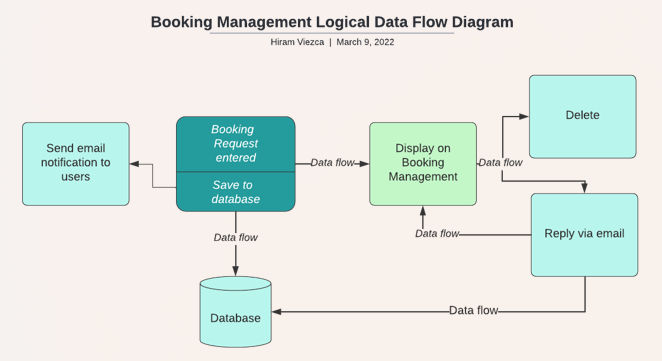 Booking Management Logical Data Flow Diagram
Hiram Viezca | March 9, 2022
Send email
notification to
users
Booking
Request
entered
Save to
database
Data flow
Display on
Booking
Management
Data flow
Delete
Reply via email
Data flow
Data flow
Database
Data flow